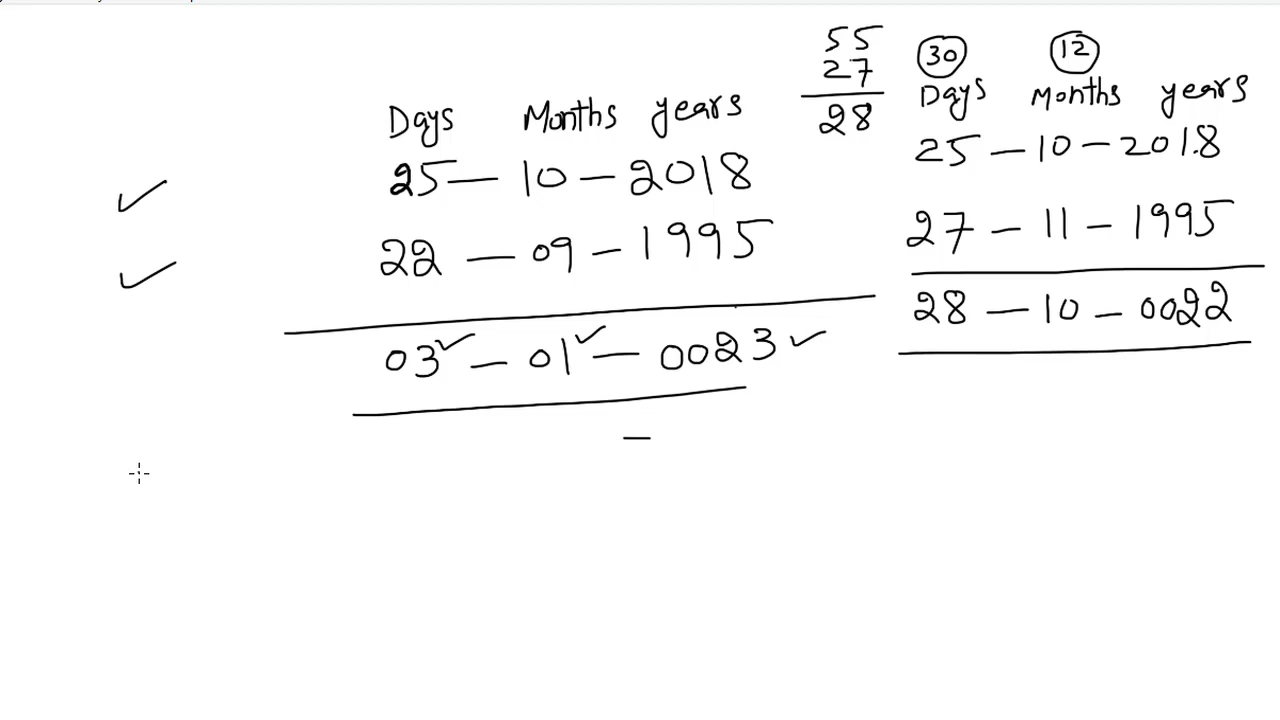 Days Months years
25 - 10 - 2018
22 - 09 - 1995
03 - 01 - 0023
55
27
28
30 12
Days Months years
25 - 10 - 2018
27 - 11 - 1995
28 - 10 - 0022